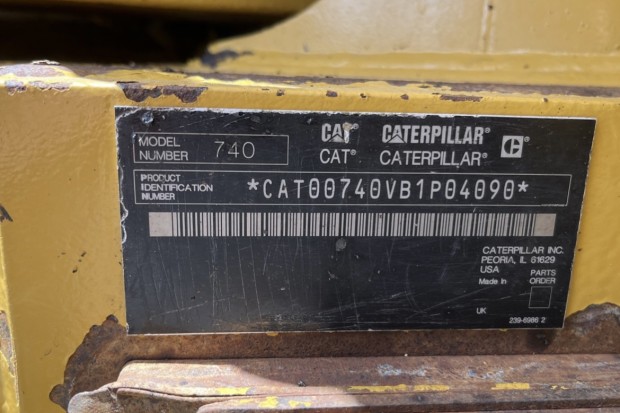 MODEL NUMBER 740
CAT CATERPILLAR® C
CAT® CATERPILLAR®
PRODUCT IDENTIFICATION NUMBER *CAT00740VB1P04090*
CATERPILLAR INC.
PEORIA, IL 61629
USA
Made in
PARTS ORDER
UK
239-6986 2